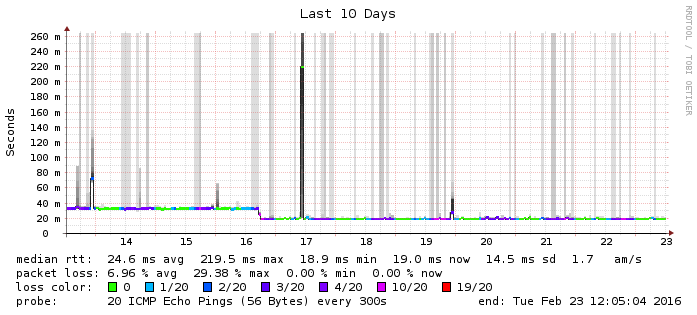 Last 10 Days
RRDTOOL / TOBI OETIKER
Seconds
260 m
240 m
220 m
200 m
180 m
160 m
140 m
120 m
100 m
80 m
60 m
40 m
20 m
0
14 15 16 17 18 19 20 21 22 23
median rtt: 24.6 ms avg 219.5 ms max 18.9 ms min 19.0 ms now 14.5 ms sd 1.7 am/s
packet loss: 6.96 % avg 29.38 % max 0.00 % min 0.00 % now
loss color: 0 1/20 2/20 3/20 4/20 10/20 19/20
probe: 20 ICMP Echo Pings (56 Bytes) every 300s end: Tue Feb 23 12:05:04 2016